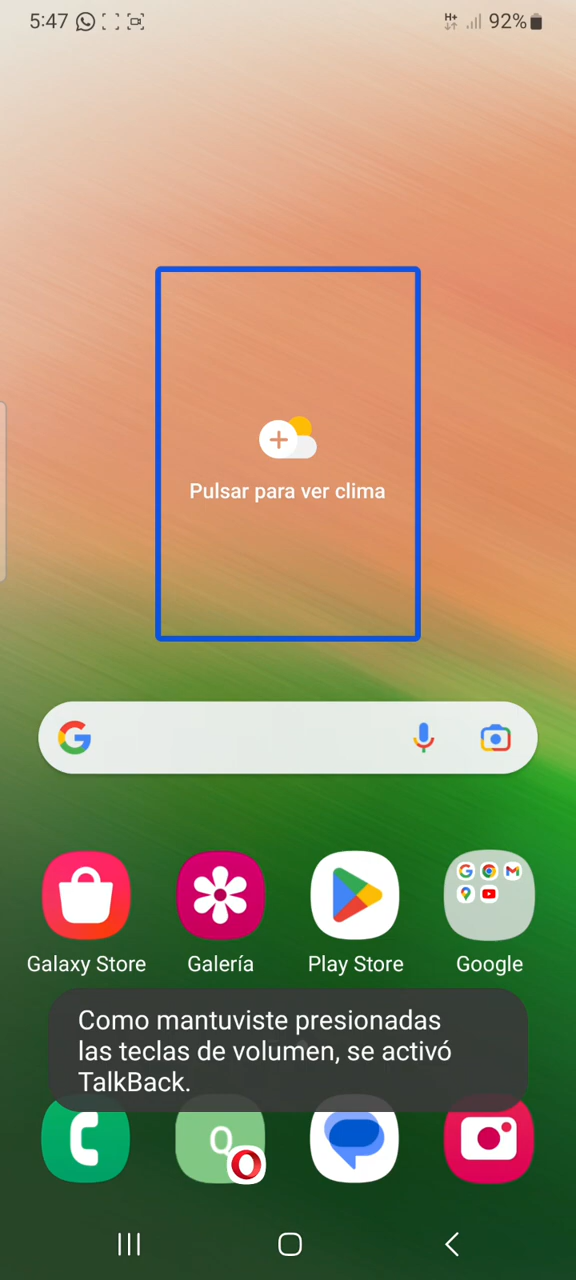 5:47
H+
92%
Pulsar para ver clima
Galaxy Store
Galería
Play Store
Google
Como mantuviste presionadas
las teclas de volumen, se activó
TalkBack.